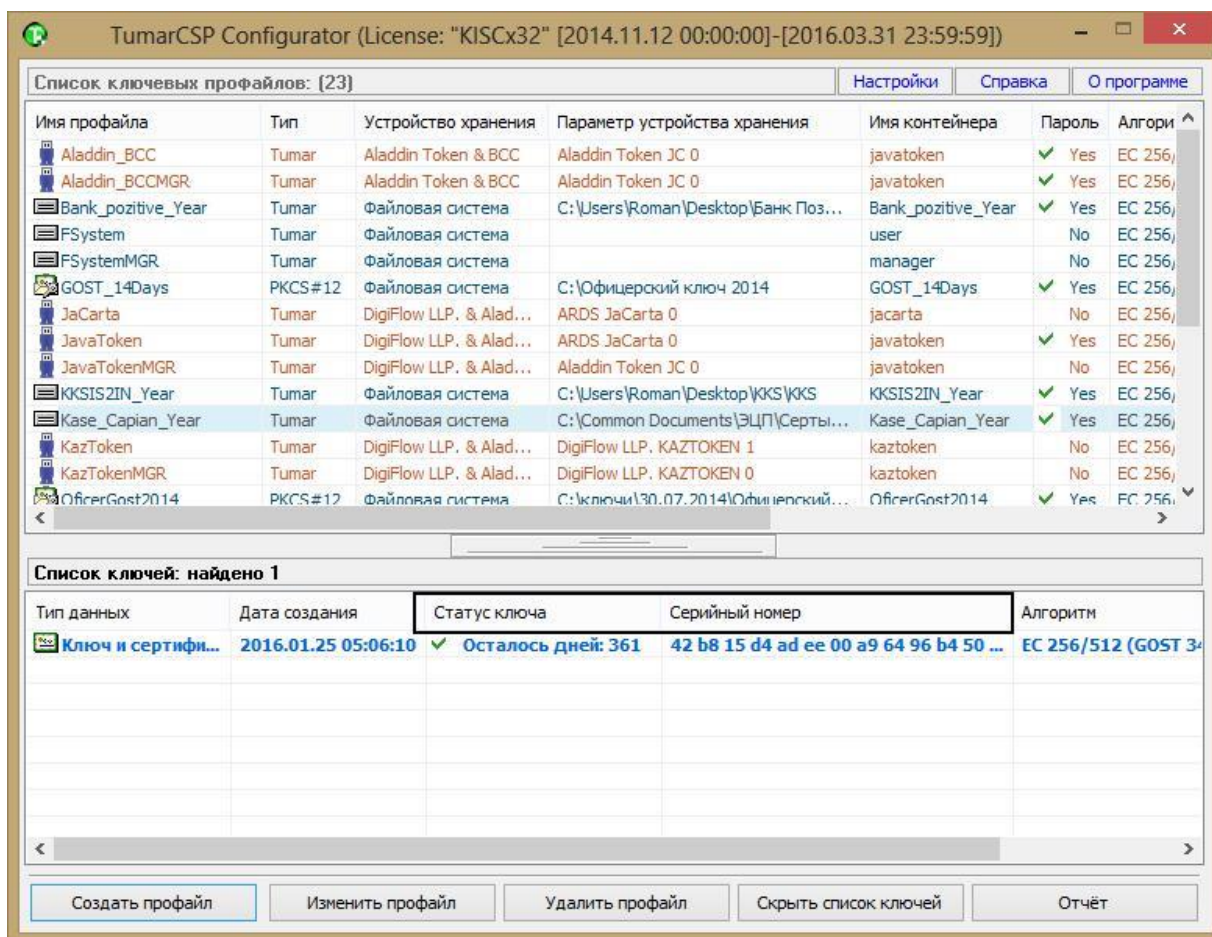 TumarCSP Configurator (License: "KISCx32" [2014.11.12 00:00:00]-[2016.03.31 23:59:59])
Список ключевых профайлов: (23) Настройки Справка О программе
Имя профайла Тип Устройство хранения Параметр устройства хранения Имя контейнера Пароль Алгори
Aladdin_BCC Tumar Aladdin Token & BCC Aladdin Token JC 0 javatoken Yes EC 256/
Aladdin_BCCMGR Tumar Aladdin Token & BCC Aladdin Token JC 0 javatoken Yes EC 256/
Bank_pozitive_Year Tumar Файловая система C:\Users\Roman\Desktop\Банк Поз... Bank_pozitive_Year Yes EC 256/
FSystem Tumar Файловая система user No EC 256/
FSystemMGR Tumar Файловая система manager No EC 256/
GOST_14Days PKCS#12 Файловая система C:\Офицерский ключ 2014 GOST_14Days Yes EC 256/
JaCarta Tumar DigiFlow LLP. & Alad... ARDS JaCarta 0 jacarta No EC 256/
JavaToken Tumar DigiFlow LLP. & Alad... ARDS JaCarta 0 javatoken Yes EC 256/
JavaTokenMGR Tumar DigiFlow LLP. & Alad... Aladdin Token JC 0 javatoken No EC 256/
KKSIS2IN_Year Tumar Файловая система C:\Users\Roman\Desktop\KKS\KKS KKSIS2IN_Year Yes EC 256/
Kase_Capian_Year Tumar Файловая система C:\Common Documents\ЭЦП\Серты... Kase_Capian_Year Yes EC 256/
KazToken Tumar DigiFlow LLP. & Alad... DigiFlow LLP. KAZTOKEN 1 kaztoken No EC 256/
KazTokenMGR Tumar DigiFlow LLP. & Alad... DigiFlow LLP. KAZTOKEN 0 kaztoken No EC 256/
OficerGost2014 PKCS#12 Файловая система C:\ключи\30.07.2014\Офицерский... OficerGost2014 Yes EC 256/
Список ключей: найдено 1
Тип данных Дата создания Статус ключа Серийный номер Алгоритм
Ключ и сертифи... 2016.01.25 05:06:10 Осталось дней: 361 42 b8 15 d4 ad ee 00 a9 64 96 b4 50 ... EC 256/512 (GOST 34
Создать профайл Изменить профайл Удалить профайл Скрыть список ключей Отчёт